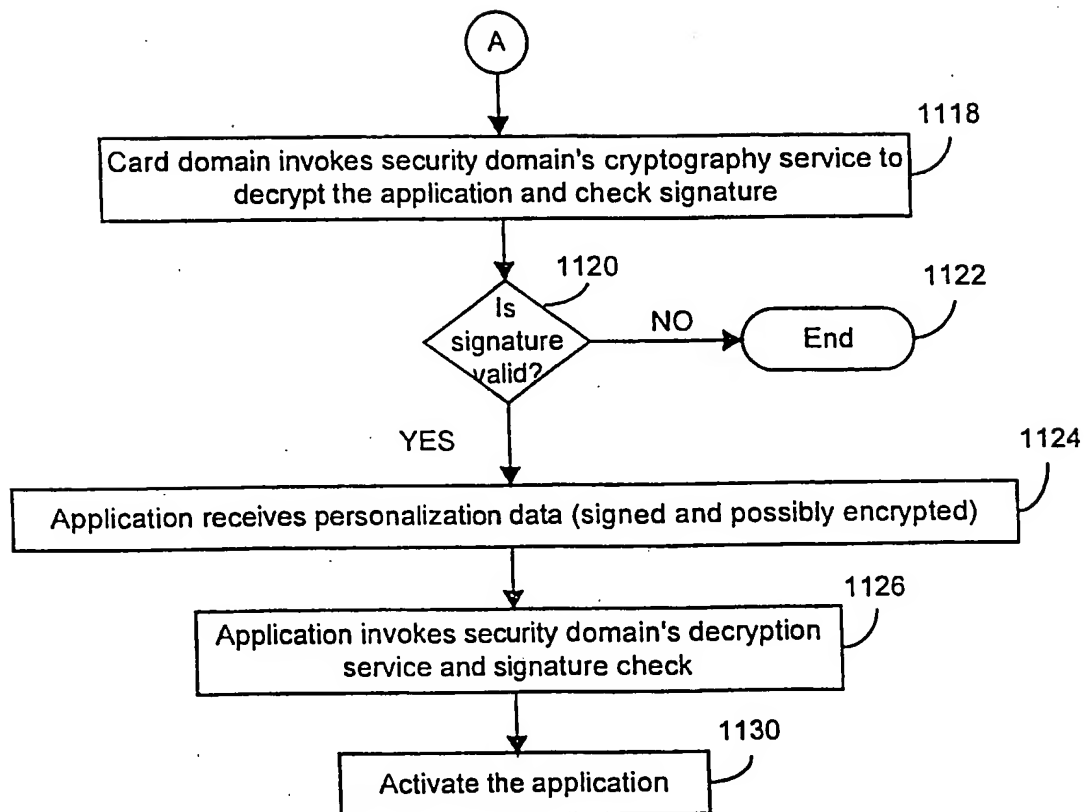 A
1118
Card domain invokes security domain's cryptography service to
decrypt the application and check signature
1120
Is
signature
valid?
NO
1122
End
YES
1124
Application receives personalization data (signed and possibly encrypted)
1126
Application invokes security domain's decryption
service and signature check
1130
Activate the application